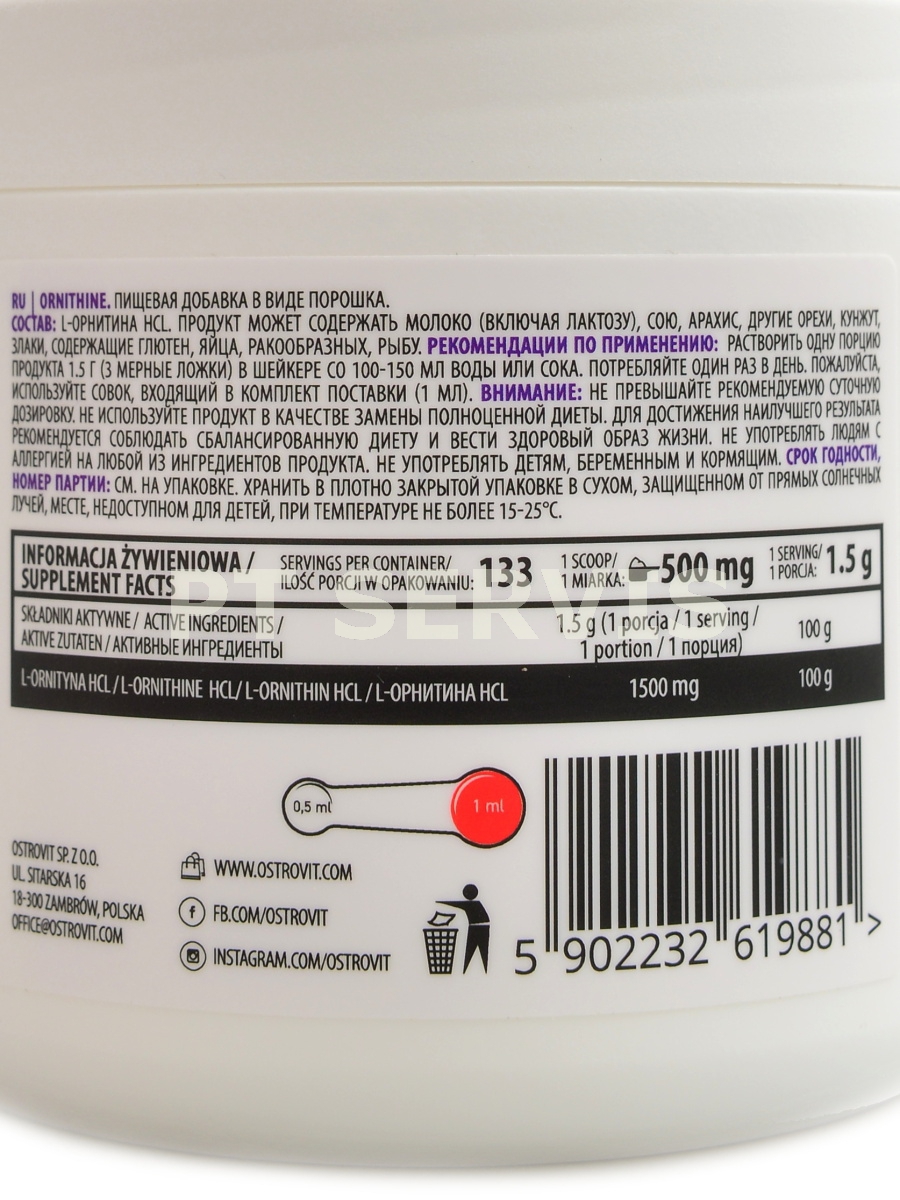 RU | ORNITHINE. ПИЩЕВАЯ ДОБАВКА В ВИДЕ ПОРОШКА.
СОСТАВ: L-ОРНИТИНА HCL. ПРОДУКТ МОЖЕТ СОДЕРЖАТЬ МОЛОКО (ВКЛЮЧАЯ ЛАКТОЗУ), СОЮ, АРАХИС, ДРУГИЕ ОРЕХИ, КУНЖУТ,
ЗЛАКИ, СОДЕРЖАЩИЕ ГЛЮТЕН, ЯЙЦА, РАКООБРАЗНЫХ, РЫБУ. РЕКОМЕНДАЦИИ ПО ПРИМЕНЕНИЮ: РАСТВОРИТЬ ОДНУ ПОРЦИЮ
ПРОДУКТА 1.5 Г (3 МЕРНЫЕ ЛОЖКИ) В ШЕЙКЕРЕ СО 100-150 МЛ ВОДЫ ИЛИ СОКА. ПОТРЕБЛЯЙТЕ ОДИН РАЗ В ДЕНЬ. ПОЖАЛУЙСТА,
ИСПОЛЬЗУЙТЕ СОВОК, ВХОДЯЩИЙ В КОМПЛЕКТ ПОСТАВКИ (1 МЛ). ВНИМАНИЕ: НЕ ПРЕВЫШАЙТЕ РЕКОМЕНДУЕМУЮ СУТОЧНУЮ
ДОЗИРОВКУ. НЕ ИСПОЛЬЗУЙТЕ ПРОДУКТ В КАЧЕСТВЕ ЗАМЕНЫ ПОЛНОЦЕННОЙ ДИЕТЫ. ДЛЯ ДОСТИЖЕНИЯ НАИЛУЧШЕГО РЕЗУЛЬТАТА
РЕКОМЕНДУЕТСЯ СОБЛЮДАТЬ СБАЛАНСИРОВАННУЮ ДИЕТУ И ВЕСТИ ЗДОРОВЫЙ ОБРАЗ ЖИЗНИ. НЕ УПОТРЕБЛЯТЬ ЛЮДЯМ С
АЛЛЕРГИЕЙ НА ЛЮБОЙ ИЗ ИНГРЕДИЕНТОВ ПРОДУКТА. НЕ УПОТРЕБЛЯТЬ ДЕТЯМ, БЕРЕМЕННЫМ И КОРМЯЩИМ. СРОК ГОДНОСТИ,
НОМЕР ПАРТИИ: СМ. НА УПАКОВКЕ. ХРАНИТЬ В ПЛОТНО ЗАКРЫТОЙ УПАКОВКЕ В СУХОМ, ЗАЩИЩЕННОМ ОТ ПРЯМЫХ СОЛНЕЧНЫХ
ЛУЧЕЙ, МЕСТЕ, НЕДОСТУПНОМ ДЛЯ ДЕТЕЙ, ПРИ ТЕМПЕРАТУРЕ НЕ БОЛЕЕ 15-25°C.
INFORMACJA ŻYWIENIOWA /
SUPPLEMENT FACTS
SERVINGS PER CONTAINER/
ILOŚĆ PORCJI W OPAKOWANIU: 133
1 SCOOP/
1 MIARKA: 500 mg
1 SERVING/
1 PORCJA: 1.5 g
PT SERVIS
SKŁADNIKI AKTYWNE / ACTIVE INGREDIENTS /
AKTIVE ZUTATEN / АКТИВНЫЕ ИНГРЕДИЕНТЫ
1.5 g (1 porcja / 1 serving /
1 portion / 1 порция)
100 g
L-ORNITYNA HCL / L-ORNITHINE HCL/ L-ORNITHIN HCL / L-ОРНИТИНА HCL 1500 mg 100 g
0,5 ml 1 ml
OSTROVIT SP. Z O.O.
UL. SITARSKA 16
18-300 ZAMBRÓW, POLSKA
OFFICE@OSTROVIT.COM
WWW.OSTROVIT.COM
FB.COM/OSTROVIT
INSTAGRAM.COM/OSTROVIT
5 902232 619881 >